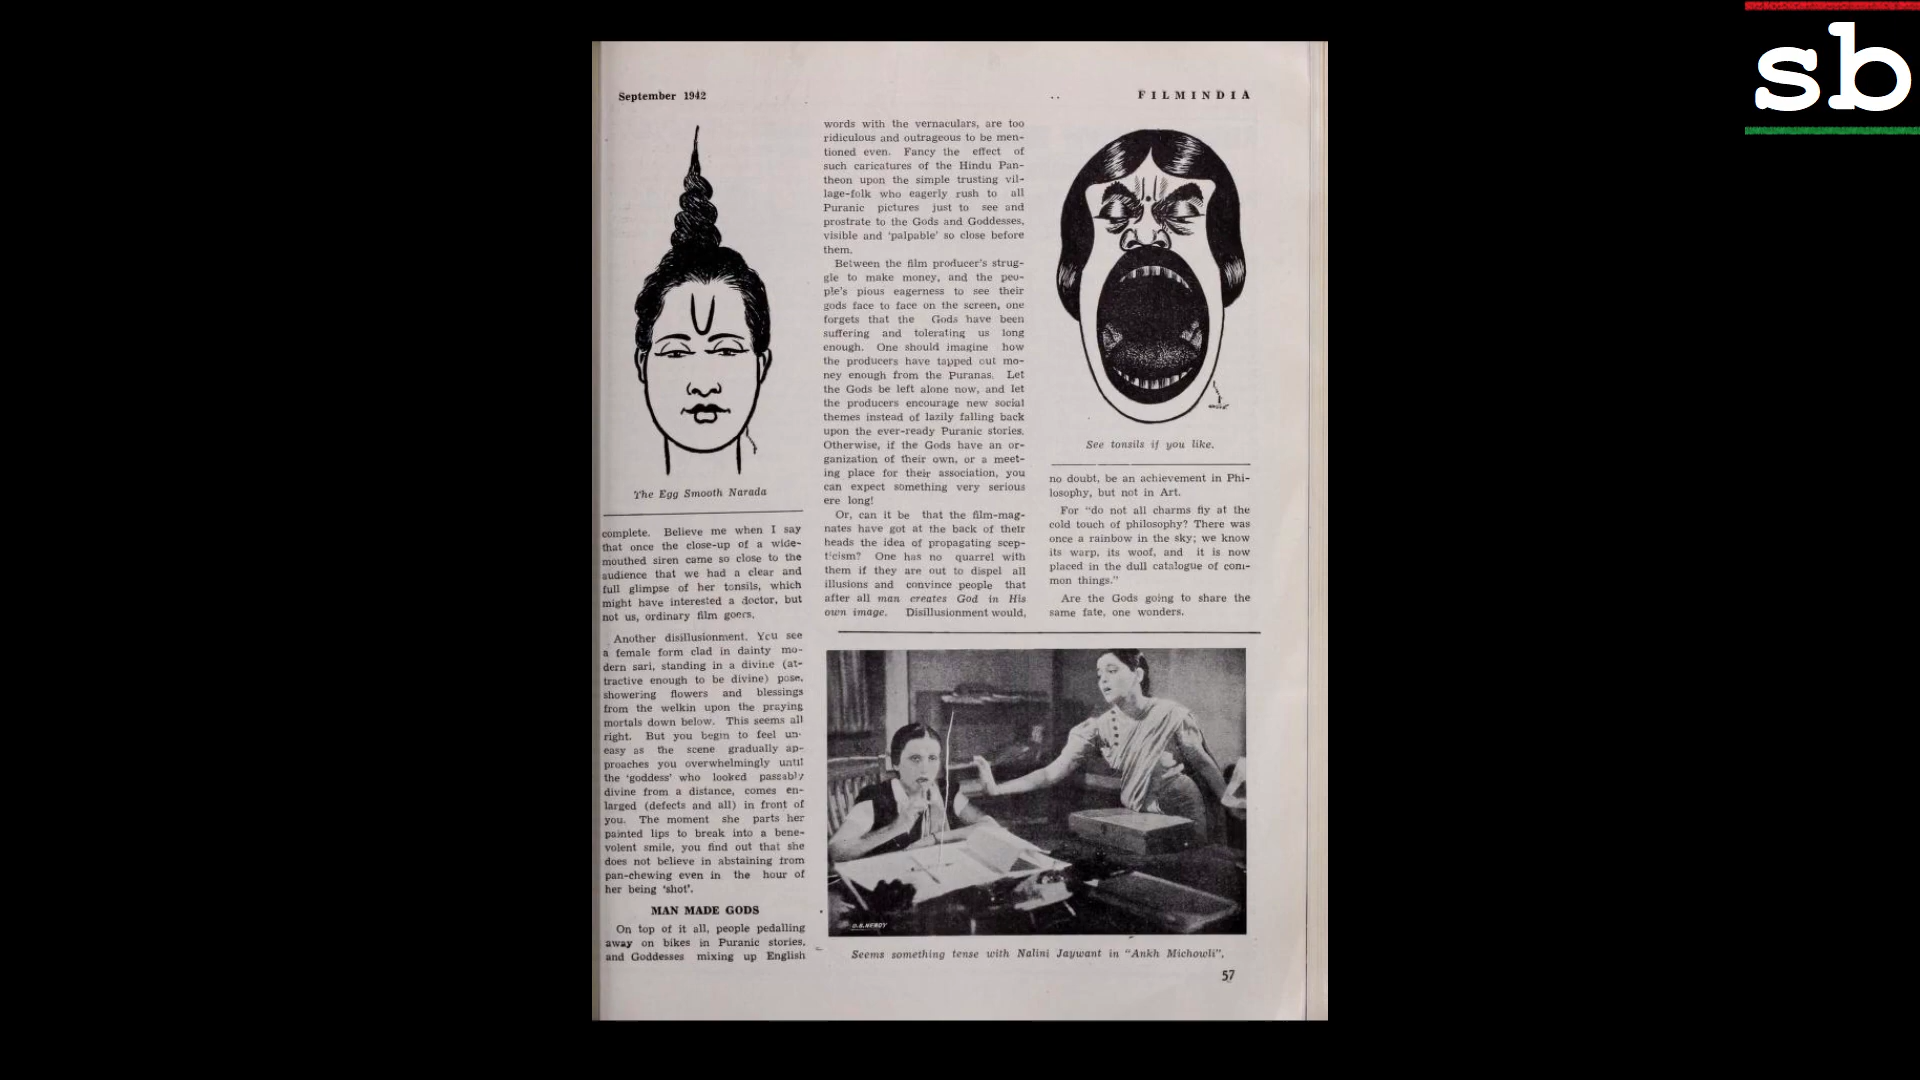 sb
September 1942
FILMINDIA
The Egg Smooth Narada
complete. Believe me when I say
that once the close-up of a wide-
mouthed siren came so close to the
audience that we had a clear and
full glimpse of her tonsils, which
might have interested a doctor, but
not us, ordinary film goers.
Another disillusionment. You see
a female form clad in dainty mo-
dern sari, standing in a divine (at-
tractive enough to be divine) pose,
showering flowers and blessings
from the welkin upon the praying
mortals down below. This seems all
right. But you begin to feel un-
easy as the scene gradually ap-
proaches you overwhelmingly until
the 'goddess' who looked passably
divine from a distance, comes en-
larged (defects and all) in front of
you. The moment she parts her
painted lips to break into a bene-
volent smile, you find out that she
does not believe in abstaining from
pan-chewing even in the hour of
her being 'shot'.
MAN MADE GODS
On top of it all, people pedalling
away on bikes in Puranic stories,
and Goddesses mixing up English
words with the vernaculars, are too
ridiculous and outrageous to be men-
tioned even. Fancy the effect of
such caricatures of the Hindu Pan-
theon upon the simple trusting vil-
lage-folk who eagerly rush to all
Puranic pictures just to see and
prostrate to the Gods and Goddesses,
visible and 'palpable' so close before
them.
Between the film producer's strug-
gle to make money, and the peo-
ple's pious eagerness to see their
gods face to face on the screen, one
forgets that the Gods have been
suffering and tolerating us long
enough. One should imagine how
the producers have tapped out mo-
ney enough from the Puranas. Let
the Gods be left alone now, and let
the producers encourage new social
themes instead of lazily falling back
upon the ever-ready Puranic stories.
Otherwise, if the Gods have an or-
ganization of their own, or a meet-
ing place for their association, you
can expect something very serious
ere long!
Or, can it be that the film-mag-
nates have got at the back of their
heads the idea of propagating scep-
ticism? One has no quarrel with
them if they are out to dispel all
illusions and convince people that
after all man creates God in His
own image. Disillusionment would,
See tonsils if you like.
no doubt, be an achievement in Phi-
losophy, but not in Art.
For "do not all charms fly at the
cold touch of philosophy? There was
once a rainbow in the sky; we know
its warp, its woof, and it is now
placed in the dull catalogue of com-
mon things."
Are the Gods going to share the
same fate, one wonders.
Seems something tense with Nalini Jaywant in "Ankh Michowli",
57